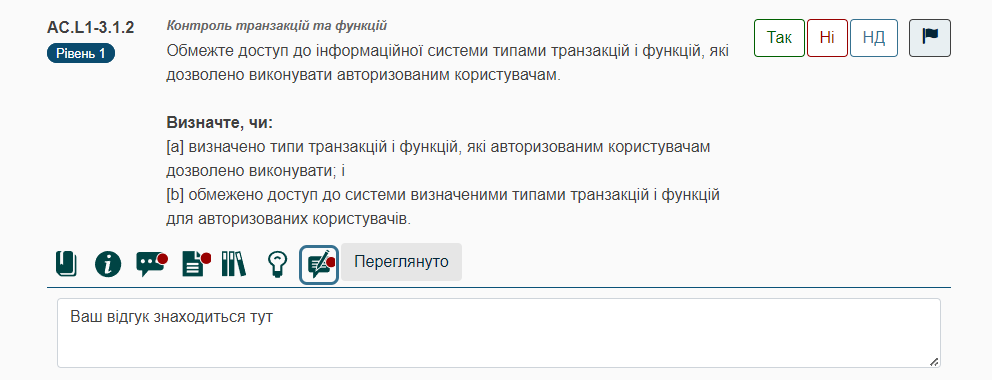 AC.L1-3.1.2
Рівень 1
Контроль транзакцій та функцій
Обмежте доступ до інформаційної системи типами транзакцій і функцій, які
дозволено виконувати авторизованим користувачам.
Визначте, чи:
[a] визначено типи транзакцій і функцій, які авторизованим користувачам
дозволено виконувати; і
[b] обмежено доступ до системи визначеними типами транзакцій і функцій
для авторизованих користувачів.
Так Ні НД
Переглянуто
Ваш відгук знаходиться тут